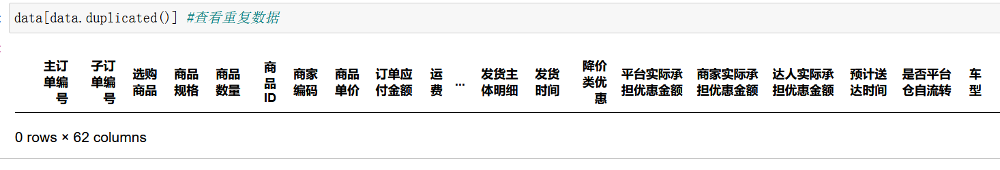 data[data.duplicated()] #查看重复数据
主订单编号 子订单编号 选购商品 商品规格 商品数量 商品ID 商家编码 商品单价 订单应付金额 运费 ... 发货主体明细 发货时间 降价类优惠 平台实际承担优惠金额 商家实际承担优惠金额 达人实际承担优惠金额 预计送达时间 是否平台仓自流转 车型
0 rows × 62 columns